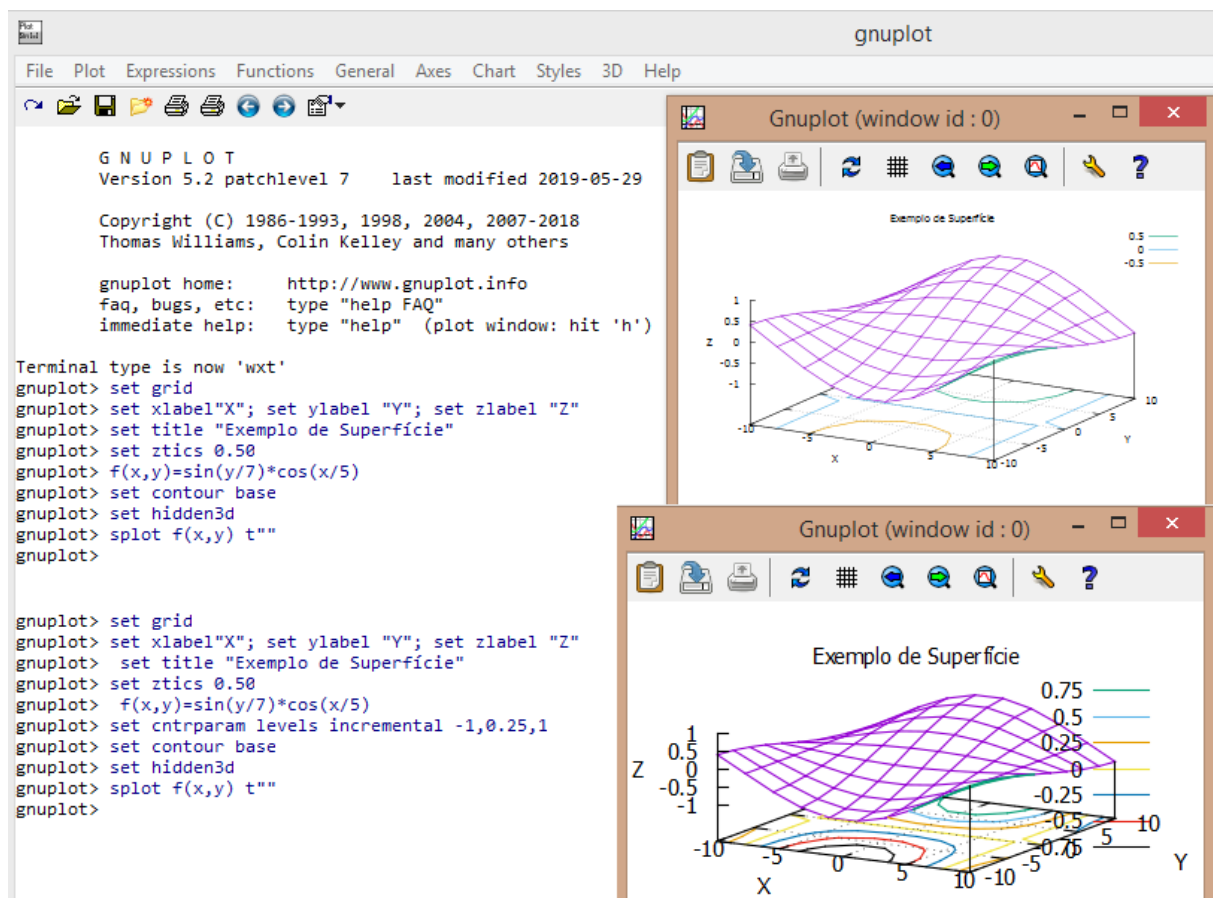 gnuplot
File Plot Expressions Functions General Axes Chart Styles 3D Help
G N U P L O T
Version 5.2 patchlevel 7 last modified 2019-05-29
Copyright (C) 1986-1993, 1998, 2004, 2007-2018
Thomas Williams, Colin Kelley and many others
gnuplot home: http://www.gnuplot.info
faq, bugs, etc: type "help FAQ"
immediate help: type "help" (plot window: hit 'h')
Terminal type is now 'wxt'
gnuplot> set grid
gnuplot> set xlabel"X"; set ylabel "Y"; set zlabel "Z"
gnuplot> set title "Exemplo de Superfície"
gnuplot> set ztics 0.50
gnuplot> f(x,y)=sin(y/7)*cos(x/5)
gnuplot> set contour base
gnuplot> set hidden3d
gnuplot> splot f(x,y) t""
gnuplot>
gnuplot> set grid
gnuplot> set xlabel"X"; set ylabel "Y"; set zlabel "Z"
gnuplot> set title "Exemplo de Superfície"
gnuplot> set ztics 0.50
gnuplot> f(x,y)=sin(y/7)*cos(x/5)
gnuplot> set cntrparam levels incremental -1,0.25,1
gnuplot> set contour base
gnuplot> set hidden3d
gnuplot> splot f(x,y) t""
gnuplot>
Gnuplot (window id : 0)
Exemplo de Superfície
0.5
0
-0.5
1
0.5
Z 0
-0.5
-1
-10 -5 0 5 10
X
-10 -5 0 5 10
Y
Gnuplot (window id : 0)
Exemplo de Superfície
0.75
0.5
0.25
0
-0.25
-0.5
-0.75
1
0.5
Z 0
-0.5
-1
-10 -5 0 5 10
X
-10 -5 5 10
Y